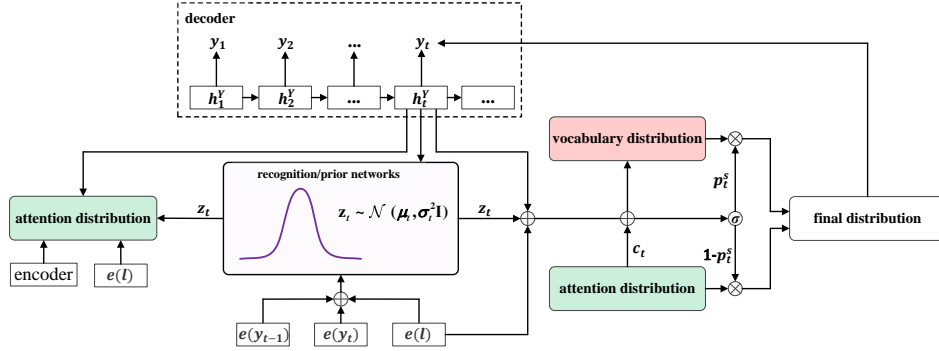 decoder
y₁ y₂ ... yₜ
h₁ʸ h₂ʸ ... hₜʸ ...
recognition/prior networks
zₜ ~ 𝒩 (μₜ, σₜ²I)
attention distribution
zₜ
zₜ
encoder
e(l)
e(yₜ₋₁) e(yₜ) e(l)
vocabulary distribution
pₜˢ
σ
final distribution
cₜ
1-pₜˢ
attention distribution